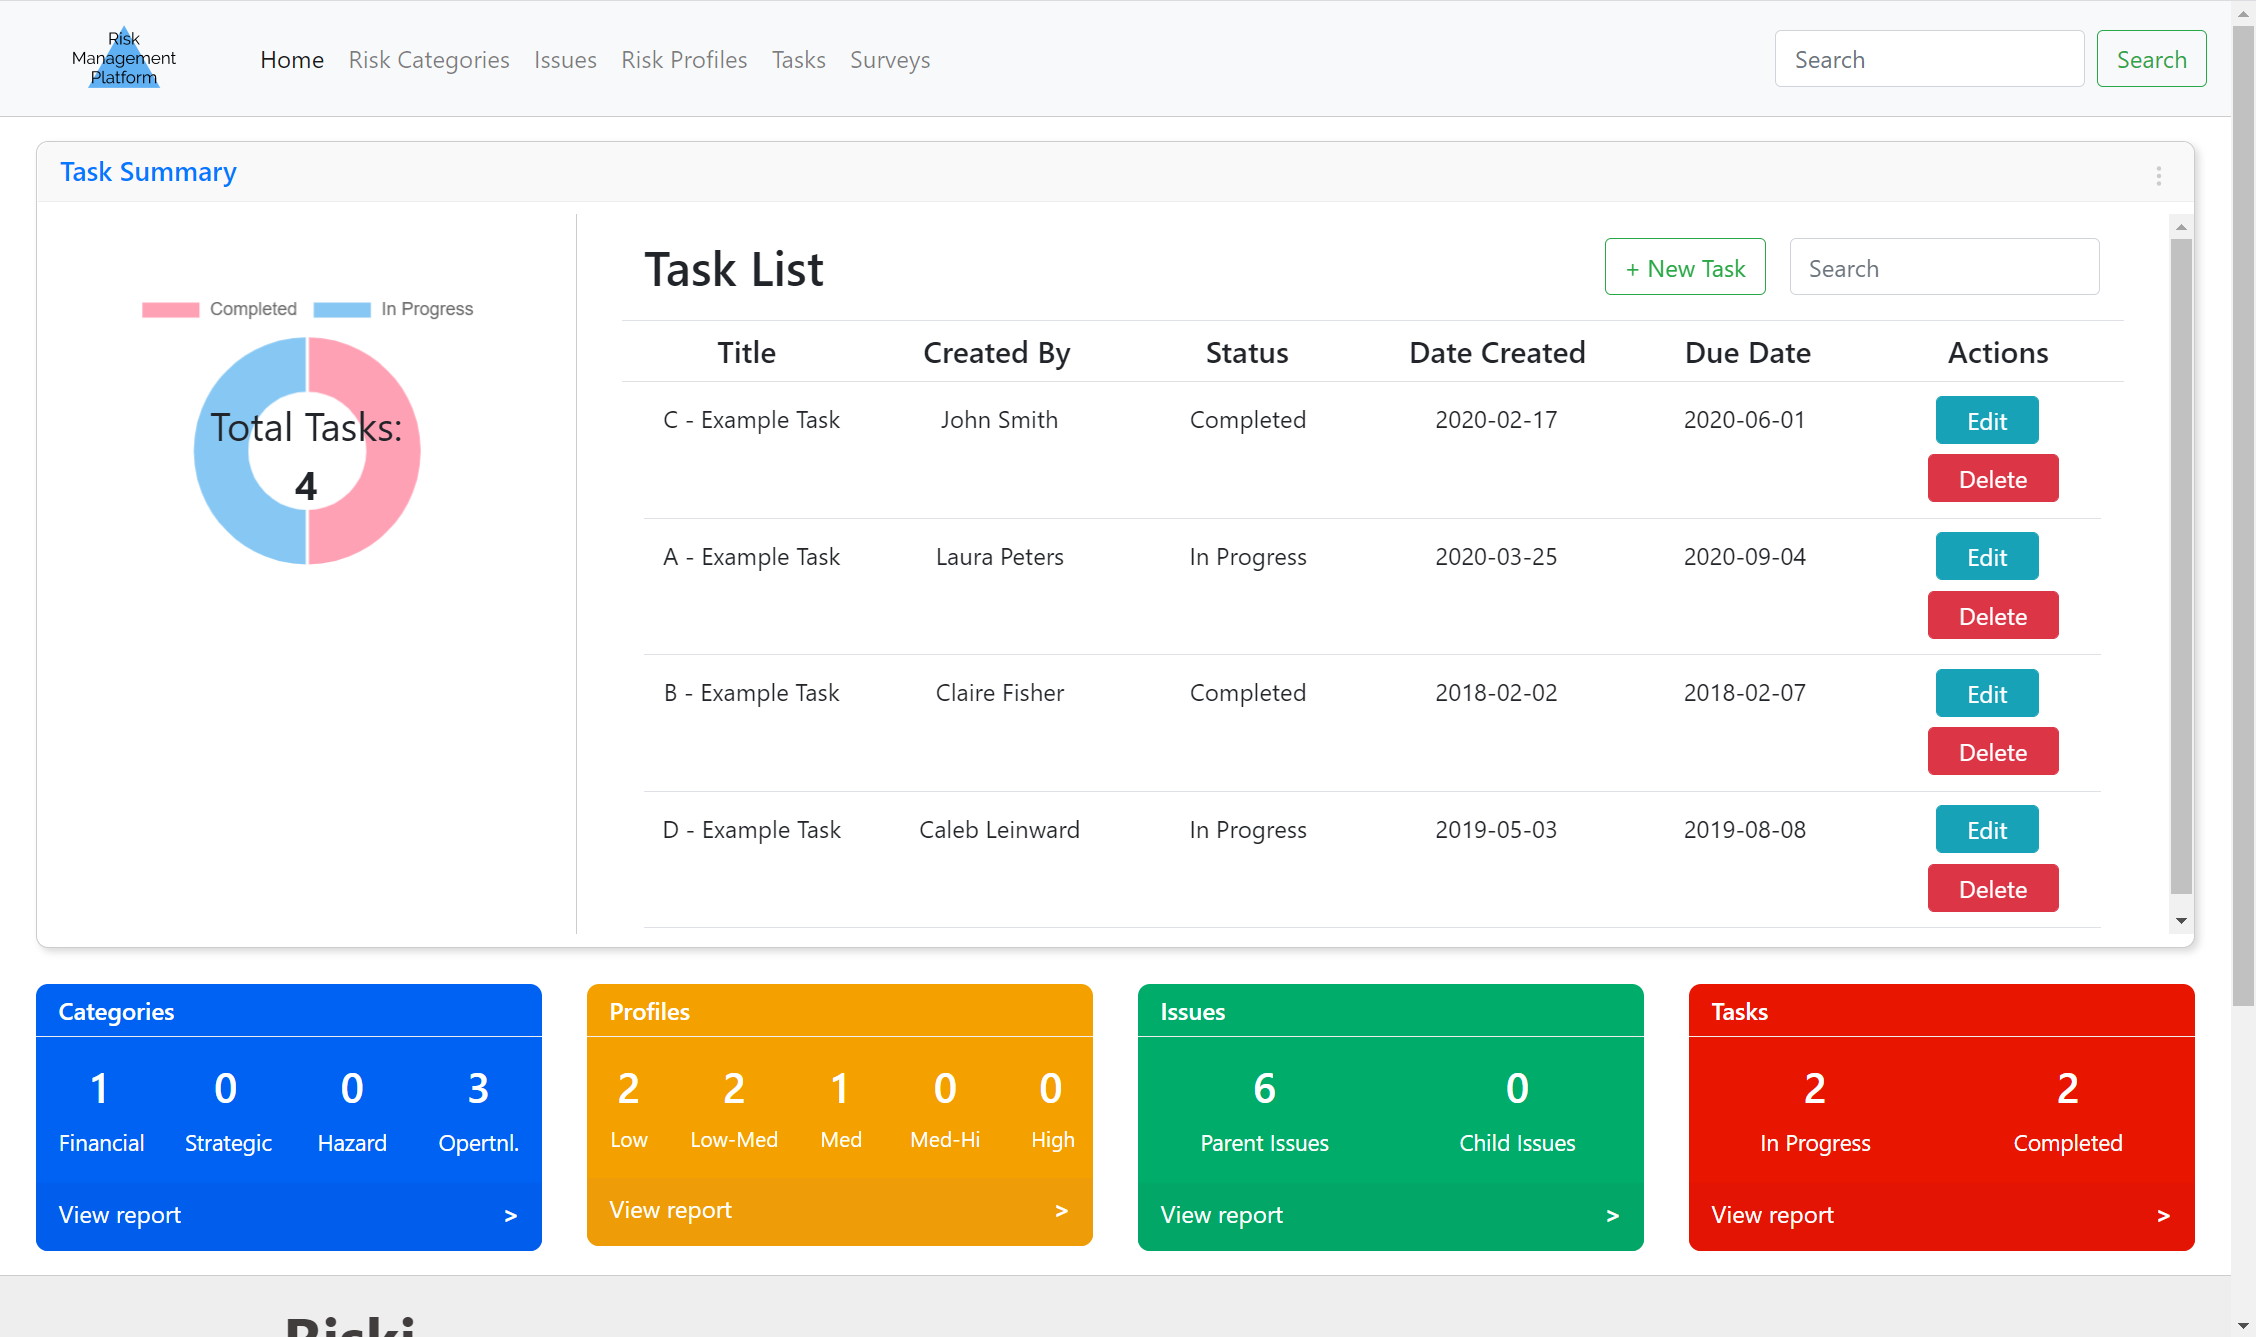 Risk
Management
Platform
Home Risk Categories Issues Risk Profiles Tasks Surveys
Search Search
Task Summary
Completed In Progress
Total Tasks:
4
Task List + New Task Search
Title Created By Status Date Created Due Date Actions
C - Example Task John Smith Completed 2020-02-17 2020-06-01 Edit
Delete
A - Example Task Laura Peters In Progress 2020-03-25 2020-09-04 Edit
Delete
B - Example Task Claire Fisher Completed 2018-02-02 2018-02-07 Edit
Delete
D - Example Task Caleb Leinward In Progress 2019-05-03 2019-08-08 Edit
Delete
Categories
1 0 0 3
Financial Strategic Hazard Opertnl.
View report >
Profiles
2 2 1 0 0
Low Low-Med Med Med-Hi High
View report >
Issues
6 0
Parent Issues Child Issues
View report >
Tasks
2 2
In Progress Completed
View report >
Riski